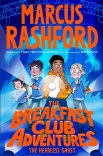 MARCUS
RASHFORD
THE
BREAKFAST
CLUB
ADVENTURES
THE HEADLESS GHOST